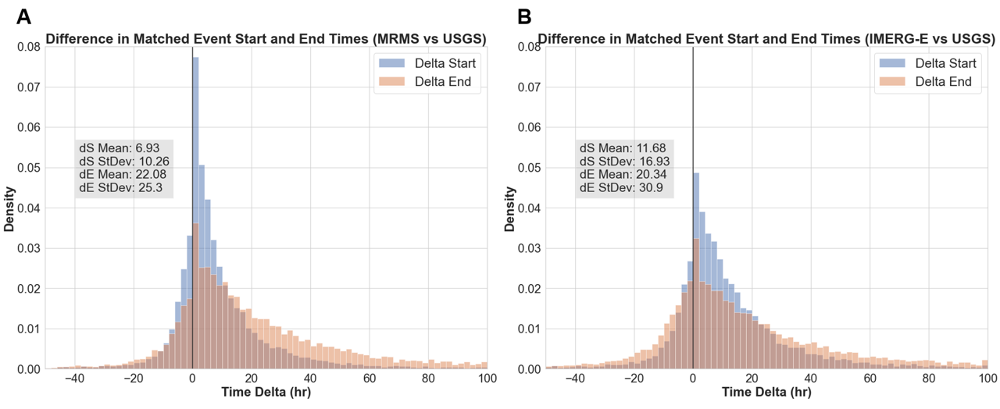 A
Difference in Matched Event Start and End Times (MRMS vs USGS)
0.08
0.07
0.06
0.05
0.04
0.03
0.02
0.01
0.00
Density
Delta Start
Delta End
dS Mean: 6.93
dS StDev: 10.26
dE Mean: 22.08
dE StDev: 25.3
−40 −20 0 20 40 60 80 100
Time Delta (hr)
B
Difference in Matched Event Start and End Times (IMERG-E vs USGS)
0.08
0.07
0.06
0.05
0.04
0.03
0.02
0.01
0.00
Density
Delta Start
Delta End
dS Mean: 11.68
dS StDev: 16.93
dE Mean: 20.34
dE StDev: 30.9
−40 −20 0 20 40 60 80 100
Time Delta (hr)